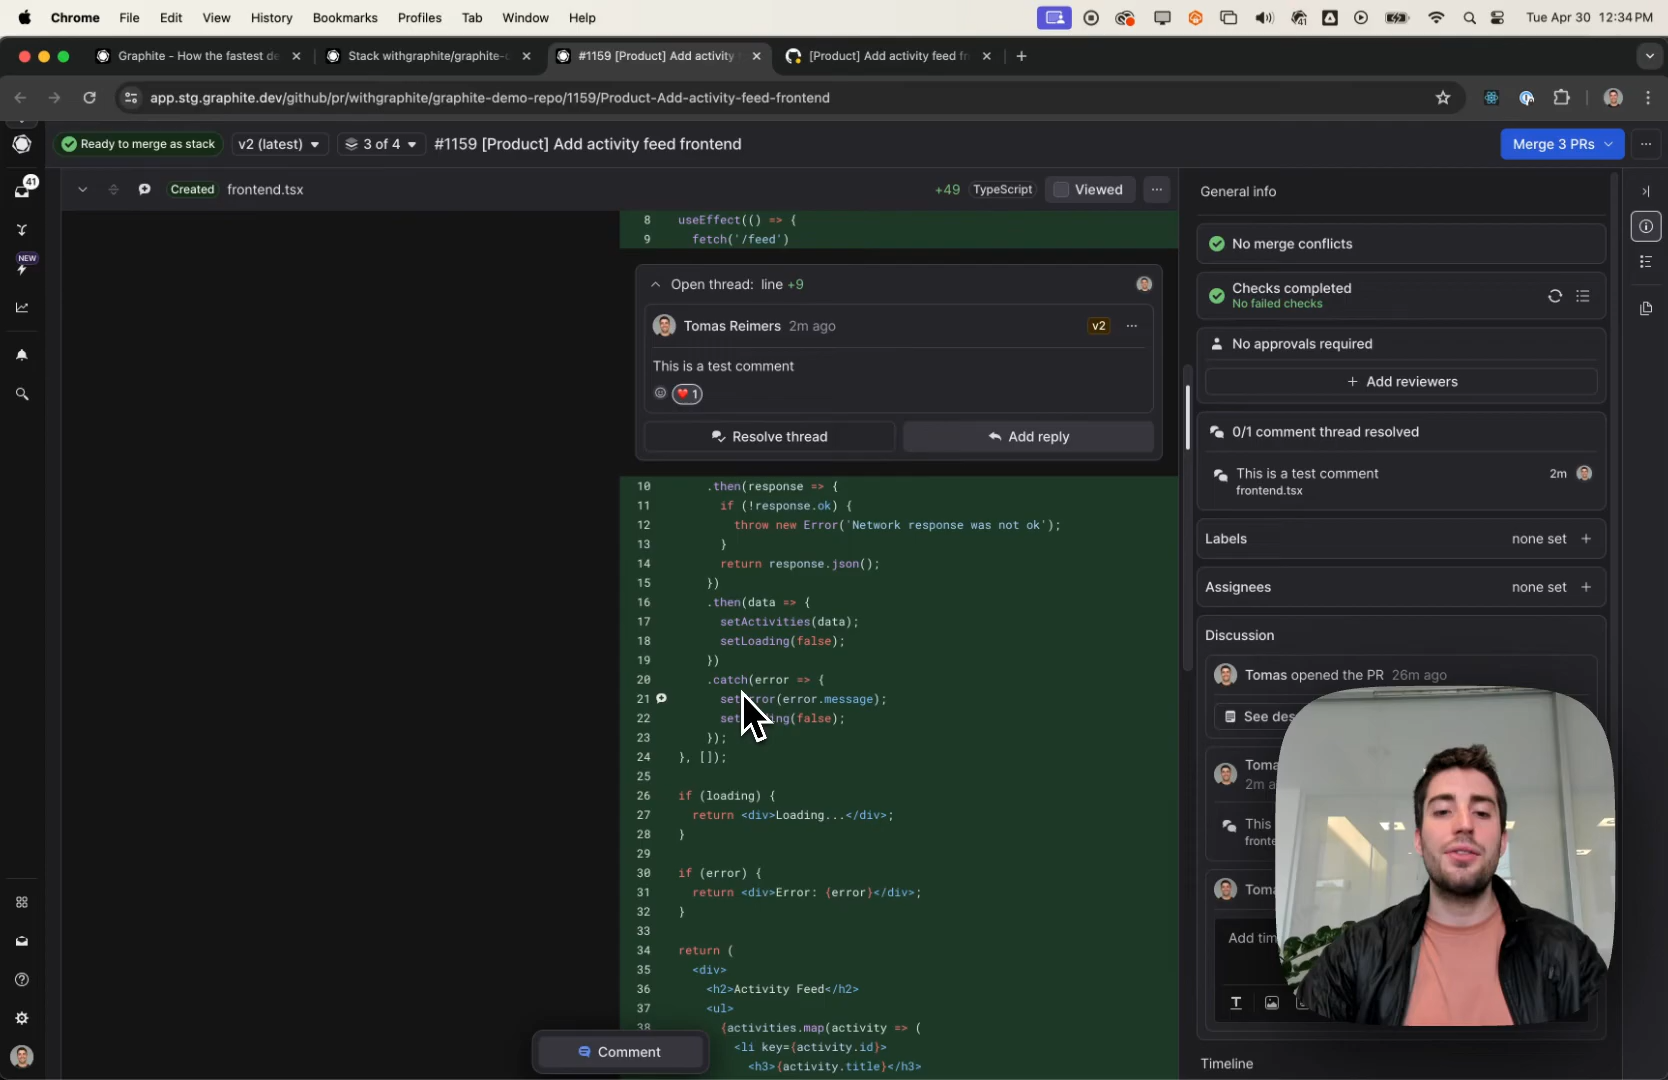 Chrome File Edit View History Bookmarks Profiles Tab Window Help
Tue Apr 30 12:34 PM
Graphite - How the fastest de
Stack withgraphite/graphite-
#1159 [Product] Add activity
[Product] Add activity feed fr
app.stg.graphite.dev/github/pr/withgraphite/graphite-demo-repo/1159/Product-Add-activity-feed-frontend
Ready to merge as stack
v2 (latest)
3 of 4
#1159 [Product] Add activity feed frontend
Merge 3 PRs
41
NEW
Created frontend.tsx
+49 TypeScript Viewed
8 useEffect(() => {
9 fetch('/feed')
Open thread: line +9
Tomas Reimers 2m ago
v2
This is a test comment
1
Resolve thread
Add reply
10 .then(response => {
11 if (!response.ok) {
12 throw new Error('Network response was not ok');
13 }
14 return response.json();
15 })
16 .then(data => {
17 setActivities(data);
18 setLoading(false);
19 })
20 .catch(error => {
21 (error.message);
22 (false);
23 });
24 }, []);
25
26 if (loading) {
27 return <div>Loading...</div>;
28 }
29
30 if (error) {
31 return <div>Error: {error}</div>;
32 }
33
34 return (
35 <div>
36 <h2>Activity Feed</h2>
37 <ul>
38 {activities.map(activity => (
<li key={activity.id}>
<h3>{activity.title}</h3>
Comment
General info
No merge conflicts
Checks completed
No failed checks
No approvals required
+ Add reviewers
0/1 comment thread resolved
This is a test comment 2m
frontend.tsx
Labels none set +
Assignees none set +
Discussion
Tomas opened the PR 26m ago
See des
Toma
2m a
This
fronte
Tom
Add tim
Timeline